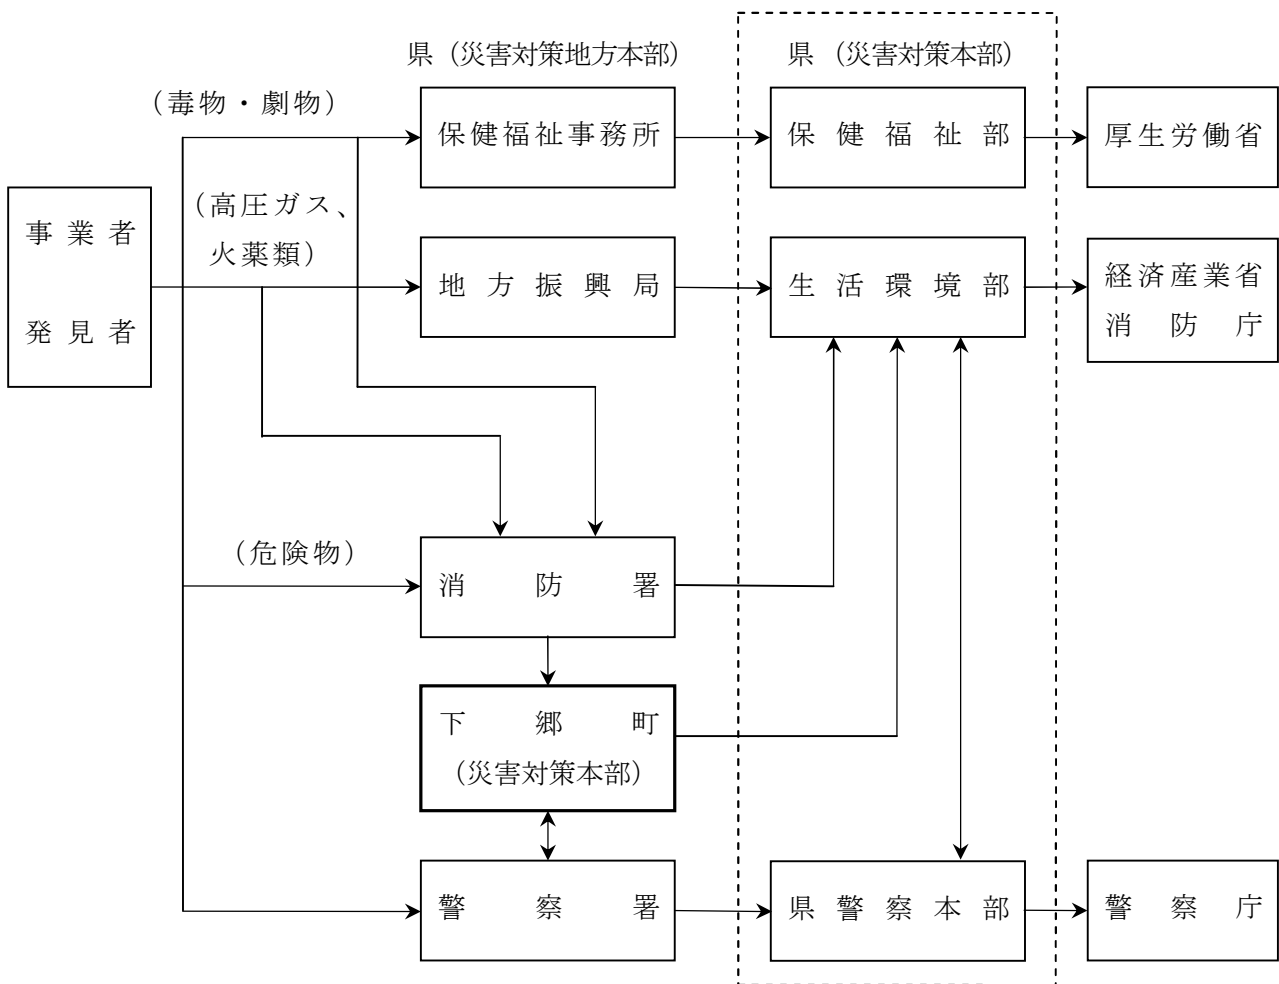 県（災害対策地方本部）
県（災害対策本部）
（毒物・劇物）
保健福祉事務所
保健福祉部
厚生労働省
事業者
発見者
（高圧ガス、
火薬類）
地方振興局
生活環境部
経済産業省
消防庁
（危険物）
消防署
下郷町
（災害対策本部）
警察署
県警察本部
警察庁